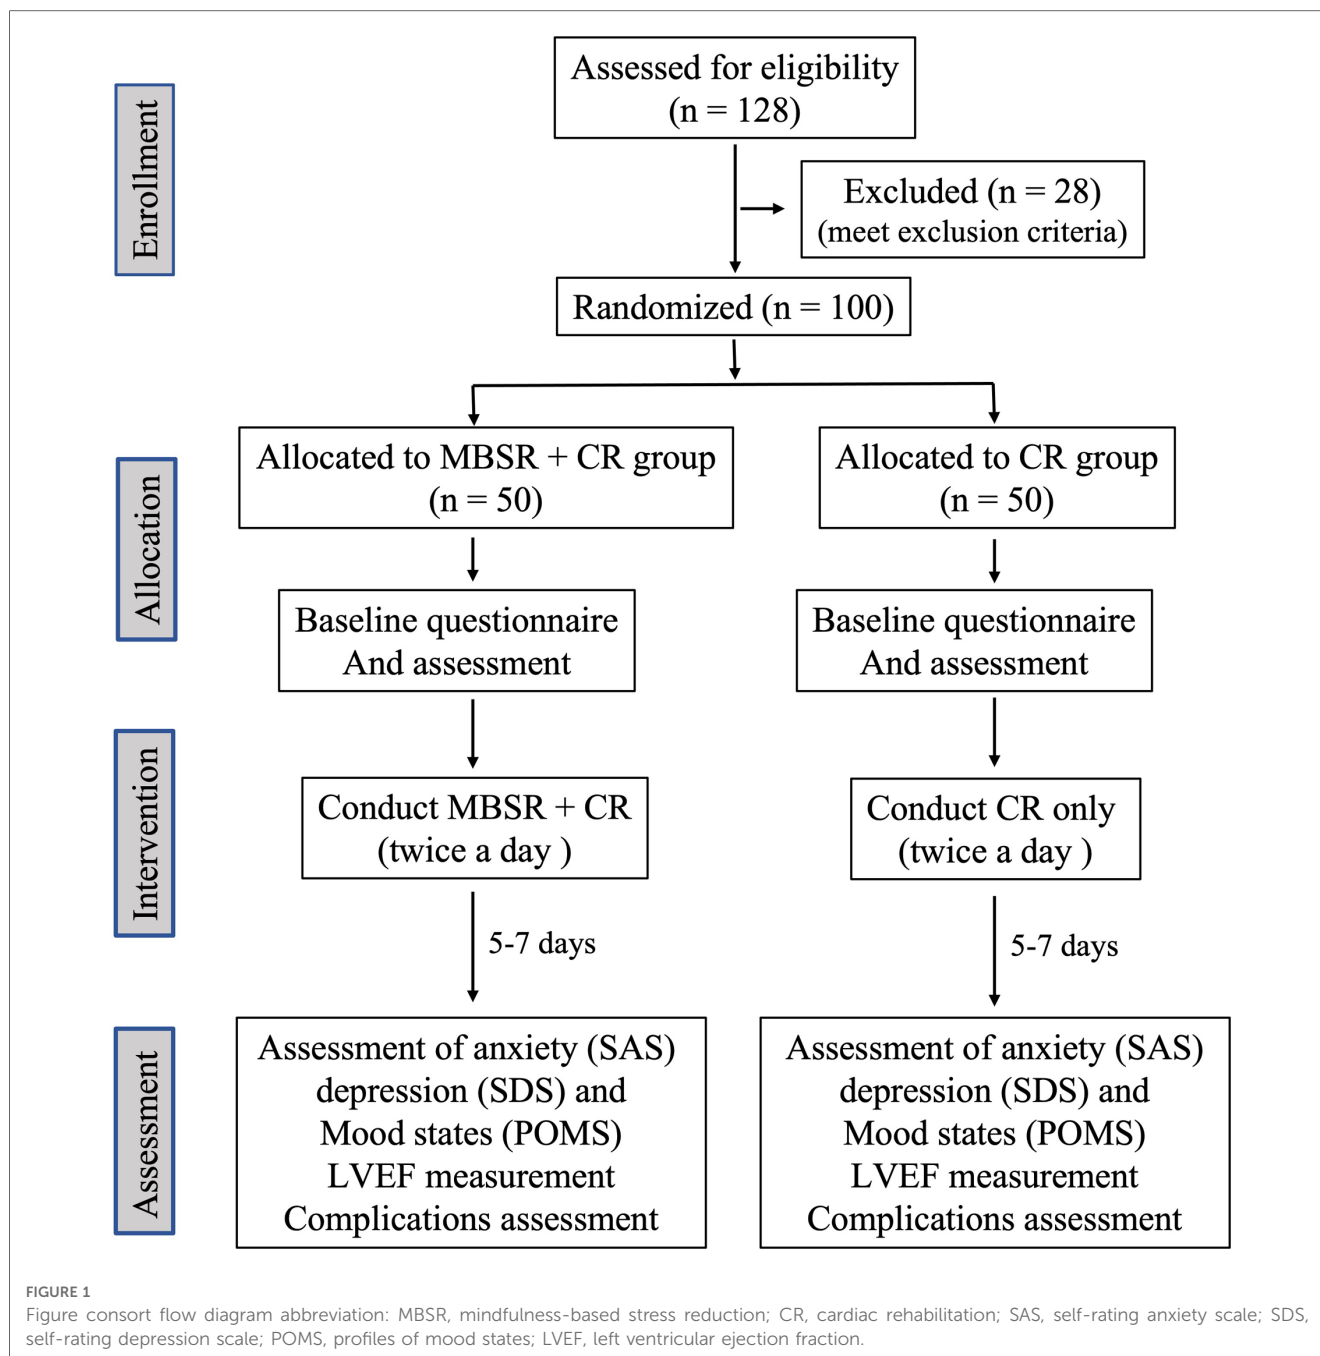 Enrollment
Assessed for eligibility
(n = 128)
Excluded (n = 28)
(meet exclusion criteria)
Randomized (n = 100)
Allocation
Allocated to MBSR + CR group
(n = 50)
Allocated to CR group
(n = 50)
Baseline questionnaire
And assessment
Baseline questionnaire
And assessment
Intervention
Conduct MBSR + CR
(twice a day )
Conduct CR only
(twice a day )
5-7 days
5-7 days
Assessment
Assessment of anxiety (SAS)
depression (SDS) and
Mood states (POMS)
LVEF measurement
Complications assessment
Assessment of anxiety (SAS)
depression (SDS) and
Mood states (POMS)
LVEF measurement
Complications assessment
FIGURE 1
Figure consort flow diagram abbreviation: MBSR, mindfulness-based stress reduction; CR, cardiac rehabilitation; SAS, self-rating anxiety scale; SDS,
self-rating depression scale; POMS, profiles of mood states; LVEF, left ventricular ejection fraction.